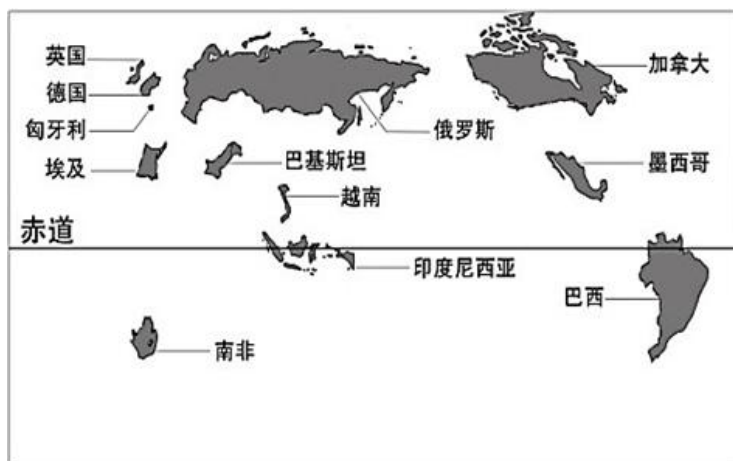 英国
加拿大
德国
匈牙利
俄罗斯
埃及
巴基斯坦
墨西哥
越南
赤道
印度尼西亚
巴西
南非